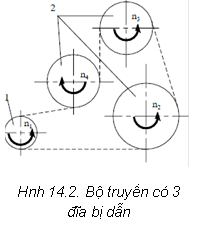 2
n₃
n₄
1
n₁
n₂
Hnh 14.2. Bộ truyền có 3
đĩa bị dẫn